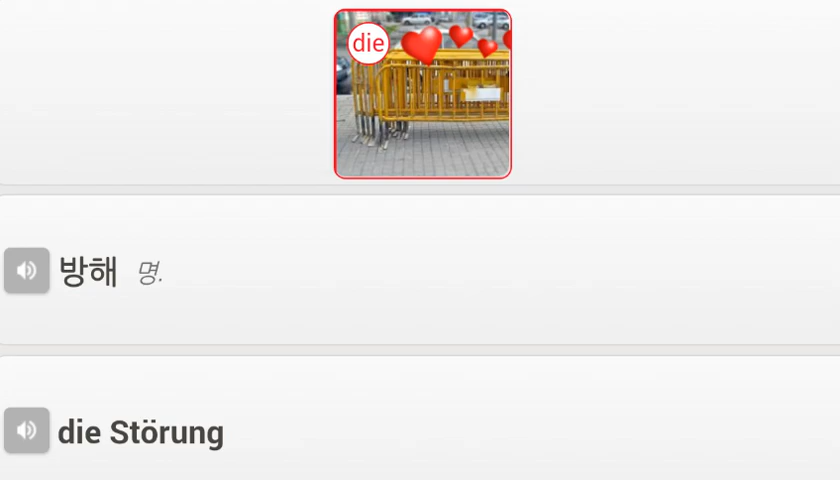 die
방해 명.
die Störung